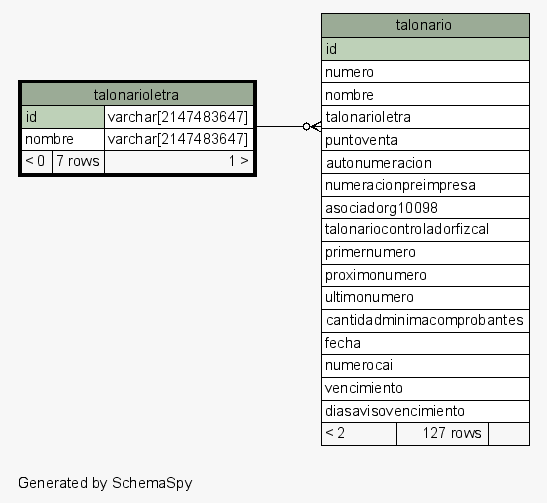 talonarioletra
id varchar[2147483647]
nombre varchar[2147483647]
< 0 7 rows 1 >
talonario
id
numero
nombre
talonarioletra
puntoventa
autonumeracion
numeracionpreimpresa
asociadorg10098
talonariocontroladorfizcal
primernumero
proximonumero
ultimonumero
cantidadminimacomprobantes
fecha
numerocai
vencimiento
diasavisovencimiento
< 2 127 rows
Generated by SchemaSpy